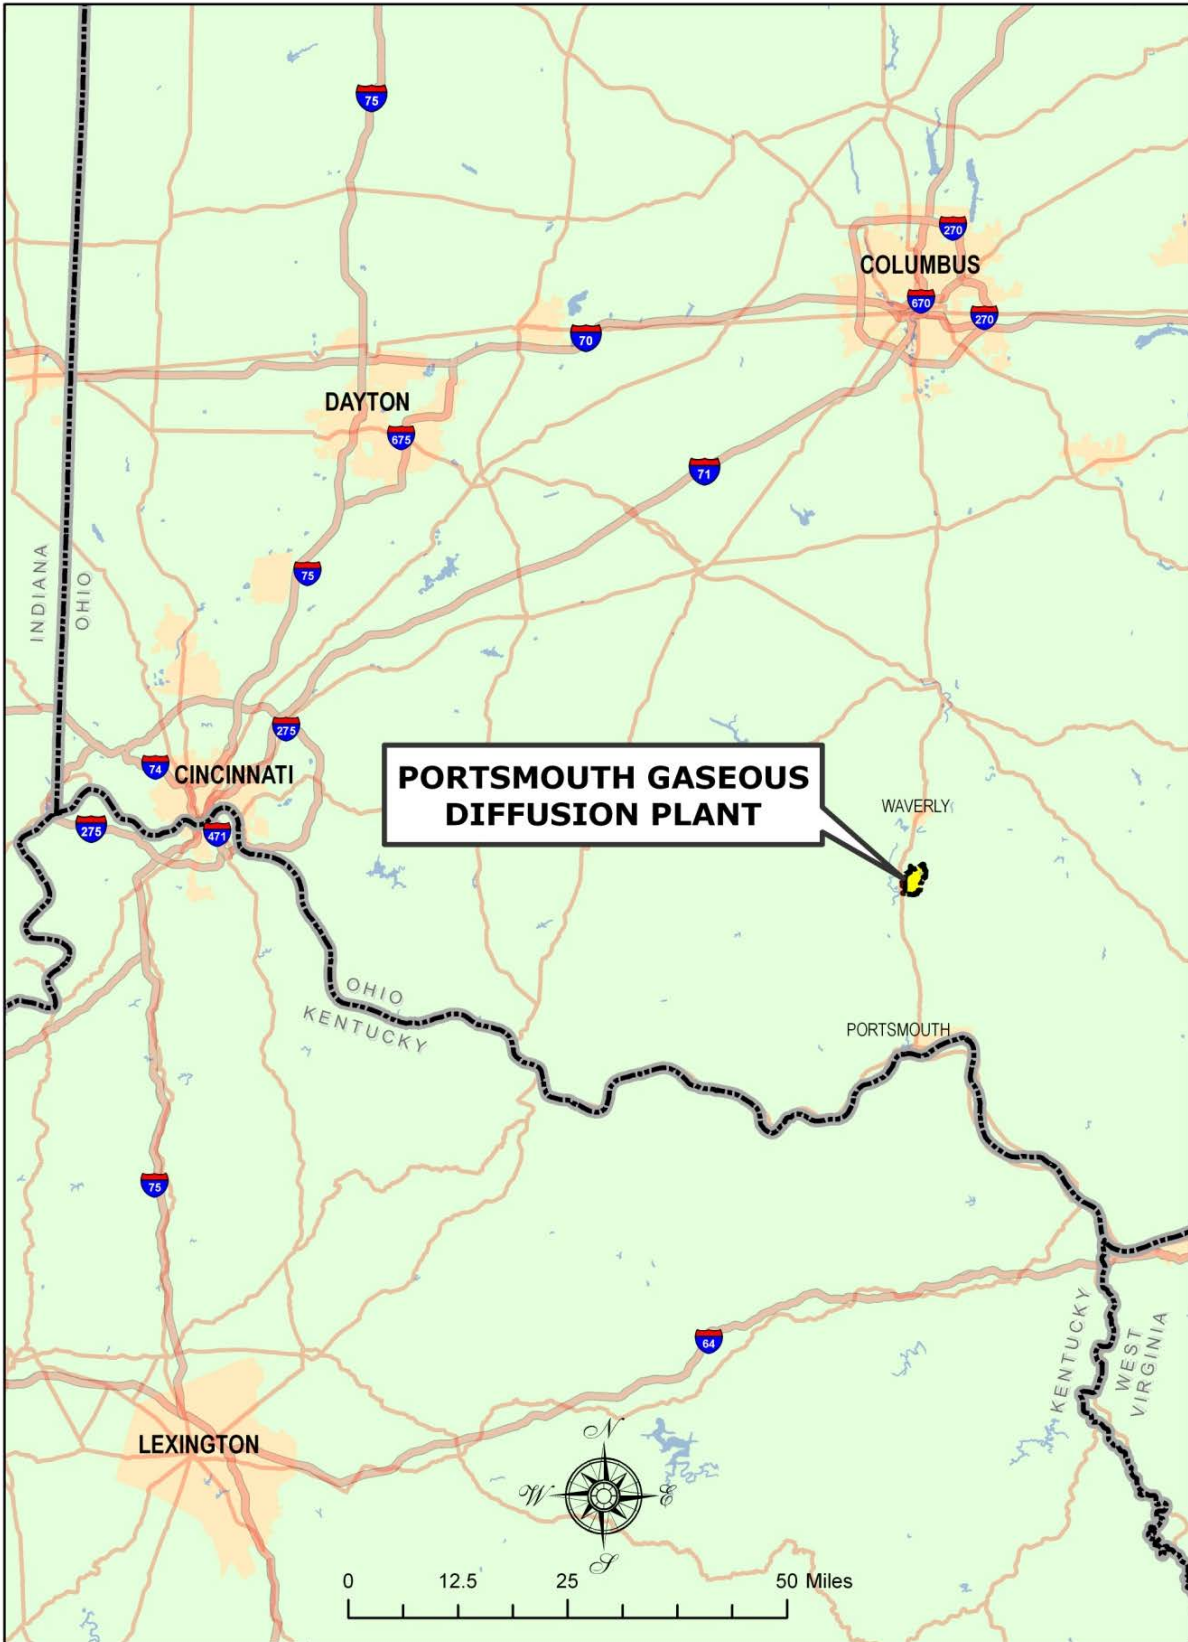 75
270
COLUMBUS
670
270
70
DAYTON
675
71
INDIANA
OHIO
75
275
74
CINCINNATI
PORTSMOUTH GASEOUS
DIFFUSION PLANT
WAVERLY
275
471
OHIO
KENTUCKY
PORTSMOUTH
75
64
KENTUCKY
WEST
VIRGINIA
LEXINGTON
N
W
E
S
0 12.5 25 50 Miles